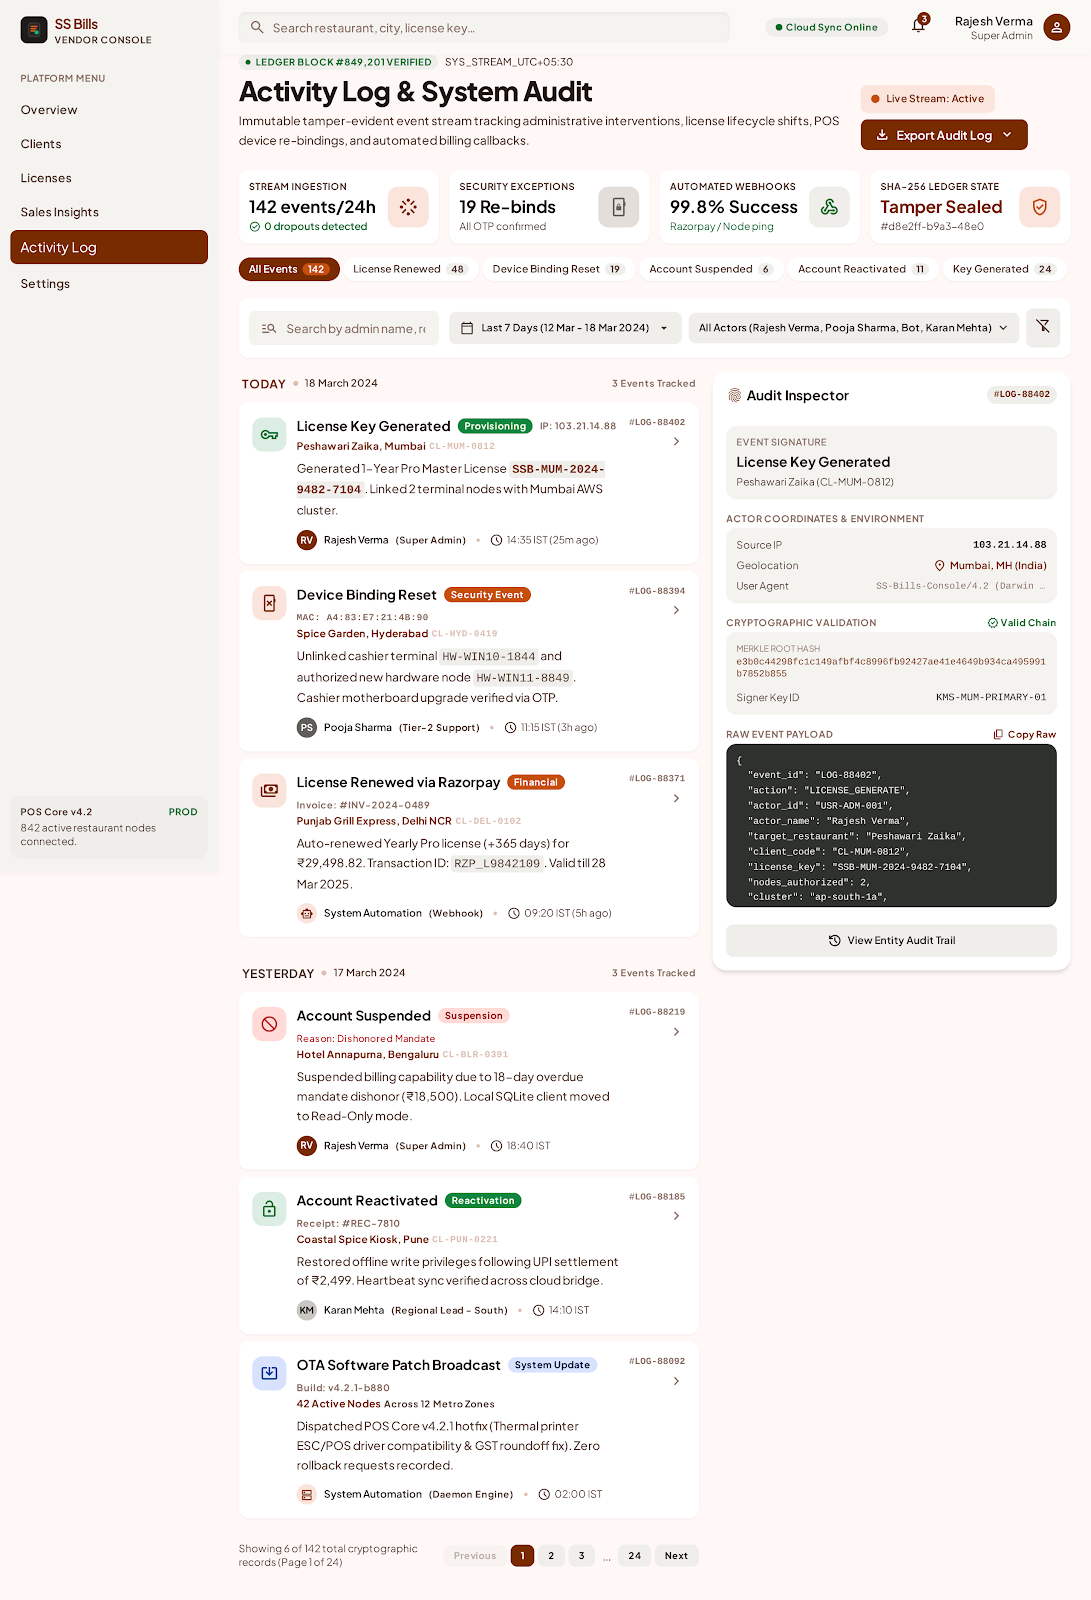 SS Bills
VENDOR CONSOLE
PLATFORM MENU
Overview
Clients
Licenses
Sales Insights
Activity Log
Settings
POS Core v4.2 PROD
842 active restaurant nodes
connected.
Search restaurant, city, license key...
Cloud Sync Online
3
Rajesh Verma
Super Admin
LEDGER BLOCK #849,201 VERIFIED SYS_STREAM_UTC+05:30
Activity Log & System Audit
Immutable tamper-evident event stream tracking administrative interventions, license lifecycle shifts, POS
device re-bindings, and automated billing callbacks.
Live Stream: Active
Export Audit Log
STREAM INGESTION
142 events/24h
0 dropouts detected
SECURITY EXCEPTIONS
19 Re-binds
All OTP confirmed
AUTOMATED WEBHOOKS
99.8% Success
Razorpay / Node ping
SHA-256 LEDGER STATE
Tamper Sealed
#d8e2ff-b9a3-48e0
All Events 142
License Renewed 48
Device Binding Reset 19
Account Suspended 6
Account Reactivated 11
Key Generated 24
Search by admin name, re
Last 7 Days (12 Mar - 18 Mar 2024)
All Actors (Rajesh Verma, Pooja Sharma, Bot, Karan Mehta)
TODAY • 18 March 2024 3 Events Tracked
License Key Generated Provisioning IP: 103.21.14.88 #LOG-88402
Peshawari Zaika, Mumbai CL-MUM-0812
Generated 1-Year Pro Master License SSB-MUM-2024-
9482-7104. Linked 2 terminal nodes with Mumbai AWS
cluster.
RV Rajesh Verma (Super Admin) • 14:35 IST (25m ago)
Device Binding Reset Security Event #LOG-88394
MAC: A4:83:E7:21:4B:90
Spice Garden, Hyderabad CL-HYD-0419
Unlinked cashier terminal HW-WIN10-1844 and
authorized new hardware node HW-WIN11-8849.
Cashier motherboard upgrade verified via OTP.
PS Pooja Sharma (Tier-2 Support) • 11:15 IST (3h ago)
License Renewed via Razorpay Financial #LOG-88371
Invoice: #INV-2024-0489
Punjab Grill Express, Delhi NCR CL-DEL-0102
Auto-renewed Yearly Pro license (+365 days) for
₹29,498.82. Transaction ID: RZP_L9842109. Valid till 28
Mar 2025.
System Automation (Webhook) • 09:20 IST (5h ago)
YESTERDAY • 17 March 2024 3 Events Tracked
Account Suspended Suspension #LOG-88219
Reason: Dishonored Mandate
Hotel Annapurna, Bengaluru CL-BLR-0391
Suspended billing capability due to 18-day overdue
mandate dishonor (₹18,500). Local SQLite client moved
to Read-Only mode.
RV Rajesh Verma (Super Admin) • 18:40 IST
Account Reactivated Reactivation #LOG-88185
Receipt: #REC-7810
Coastal Spice Kiosk, Pune CL-PUN-0221
Restored offline write privileges following UPI settlement
of ₹2,499. Heartbeat sync verified across cloud bridge.
KM Karan Mehta (Regional Lead - South) • 14:10 IST
OTA Software Patch Broadcast System Update #LOG-88092
Build: v4.2.1-b880
42 Active Nodes Across 12 Metro Zones
Dispatched POS Core v4.2.1 hotfix (Thermal printer
ESC/POS driver compatibility & GST roundoff fix). Zero
rollback requests recorded.
System Automation (Daemon Engine) • 02:00 IST
Showing 6 of 142 total cryptographic
records (Page 1 of 24)
Previous 1 2 3 ... 24 Next
Audit Inspector #LOG-88402
EVENT SIGNATURE
License Key Generated
Peshawari Zaika (CL-MUM-0812)
ACTOR COORDINATES & ENVIRONMENT
Source IP 103.21.14.88
Geolocation Mumbai, MH (India)
User Agent SS-Bills-Console/4.2 (Darwin …
CRYPTOGRAPHIC VALIDATION Valid Chain
MERKLE ROOT HASH
e3b0c44298fc1c149afbf4c8996fb92427ae41e4649b934ca495991
b7852b855
Signer Key ID KMS-MUM-PRIMARY-01
RAW EVENT PAYLOAD Copy Raw
{
"event_id": "LOG-88402",
"action": "LICENSE_GENERATE",
"actor_id": "USR-ADM-001",
"actor_name": "Rajesh Verma",
"target_restaurant": "Peshawari Zaika",
"client_code": "CL-MUM-0812",
"license_key": "SSB-MUM-2024-9482-7104",
"nodes_authorized": 2,
"cluster": "ap-south-1a",
View Entity Audit Trail